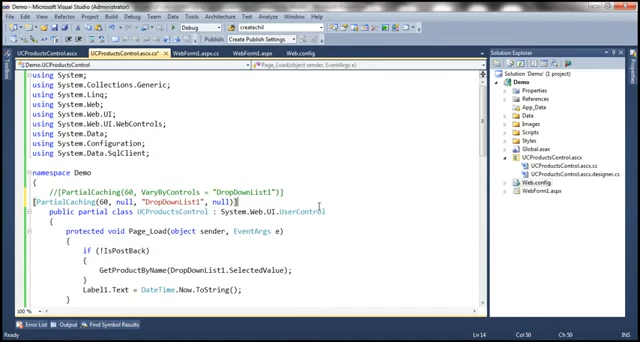 Demo - Microsoft Visual Studio (Administrator)
File Edit View Refactor Project Build Debug Team Data Tools Architecture Test Analyze Window Help
Debug createchil
Publish: Create Publish Settings
UCProductsControl.ascx UCProductsControl.ascx.cs* WebForm1.aspx.cs WebForm1.aspx Web.config
Demo.UCProductsControl Page_Load(object sender, EventArgs e)
using System;
using System.Collections.Generic;
using System.Linq;
using System.Web;
using System.Web.UI;
using System.Web.UI.WebControls;
using System.Data;
using System.Configuration;
using System.Data.SqlClient;
namespace Demo
{
//[PartialCaching(60, VaryByControls = "DropDownList1")]
[PartialCaching(60, null, "DropDownList1", null)]
public partial class UCProductsControl : System.Web.UI.UserControl
{
protected void Page_Load(object sender, EventArgs e)
{
if (!IsPostBack)
{
GetProductByName(DropDownList1.SelectedValue);
}
Label1.Text = DateTime.Now.ToString();
}
100 %
Error List Output Find Symbol Results
Ln 14 Col 50 Ch 50 INS
Toolbox
Solution Explorer
Solution 'Demo' (1 project)
Demo
Properties
References
App_Data
Data
Images
Scripts
Styles
Global.asax
UCProductsControl.ascx
UCProductsControl.ascx.cs
UCProductsControl.ascx.designer.cs
Web.config
WebForm1.aspx
Properties